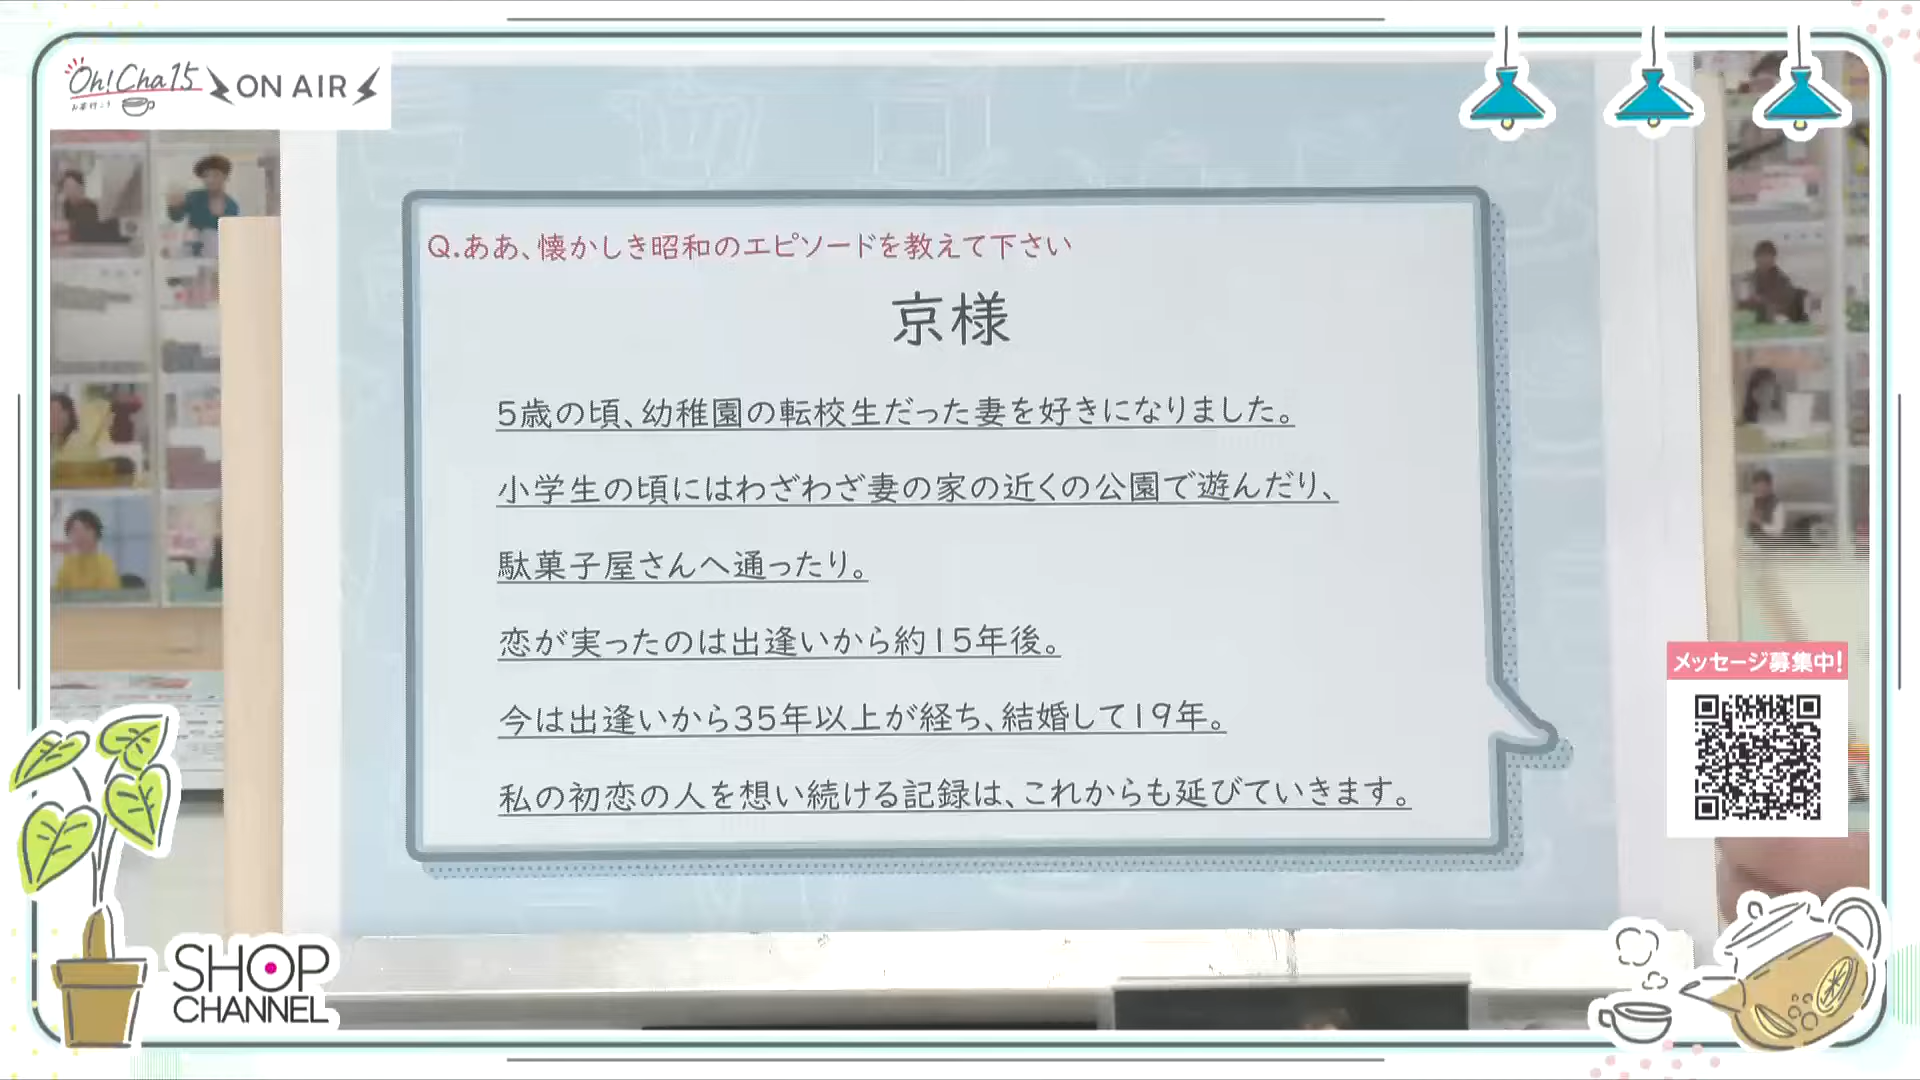 Oh!Cha15
お茶行こう
ON AIR
Q.ああ、懐かしき昭和のエピソードを教えて下さい
京様
5歳の頃、幼稚園の転校生だった妻を好きになりました。
小学生の頃にはわざわざ妻の家の近くの公園で遊んだり、
駄菓子屋さんへ通ったり。
恋が実ったのは出逢いから約15年後。
今は出逢いから35年以上が経ち、結婚して19年。
私の初恋の人を想い続ける記録は、これからも延びていきます。
メッセージ募集中!
SHOP
CHANNEL